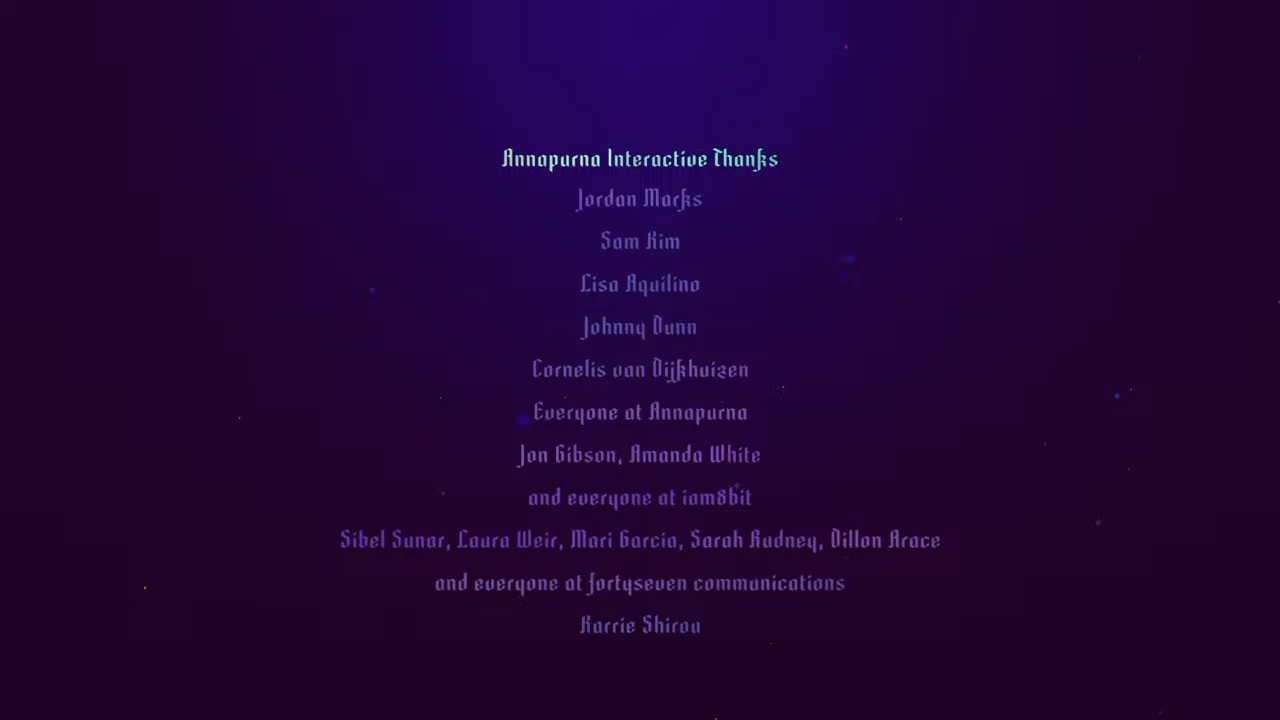 Annapurna Interactive Thanks
Jordan Marks
Sam Kim
Lisa Aquilino
Johnny Dunn
Cornelis van Dijkhuizen
Everyone at Annapurna
Jon Gibson, Amanda White
and everyone at iam8bit
Sibel Sunar, Laura Weir, Mari Garcia, Sarah Rudney, Dillon Arace
and everyone at fortyseven communications
Karrie Shirou